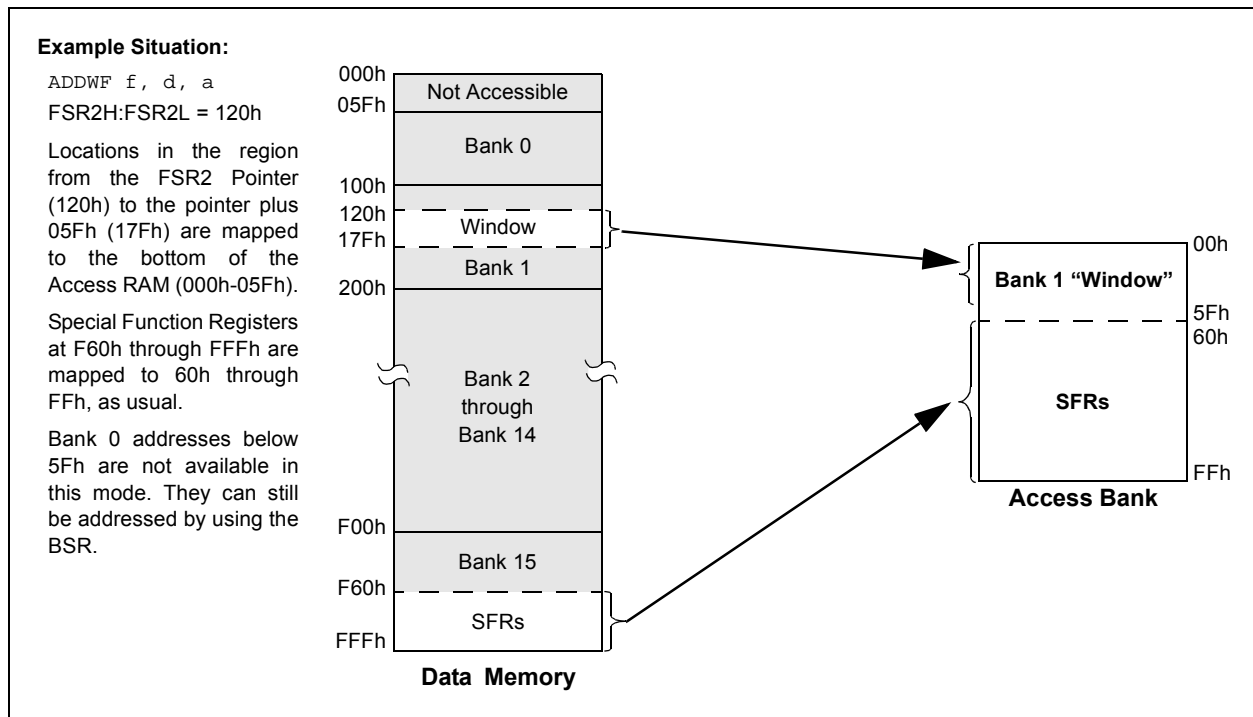 Example Situation:
ADDWF f, d, a
FSR2H:FSR2L = 120h
Locations in the region
from the FSR2 Pointer
(120h) to the pointer plus
05Fh (17Fh) are mapped
to the bottom of the
Access RAM (000h-05Fh).
Special Function Registers
at F60h through FFFh are
mapped to 60h through
FFh, as usual.
Bank 0 addresses below
5Fh are not available in
this mode. They can still
be addressed by using the
BSR.
000h
Not Accessible
05Fh
Bank 0
100h
120h
Window
17Fh
Bank 1
200h
Bank 2
through
Bank 14
F00h
Bank 15
F60h
SFRs
FFFh
Data Memory
00h
Bank 1 “Window”
5Fh
60h
SFRs
FFh
Access Bank